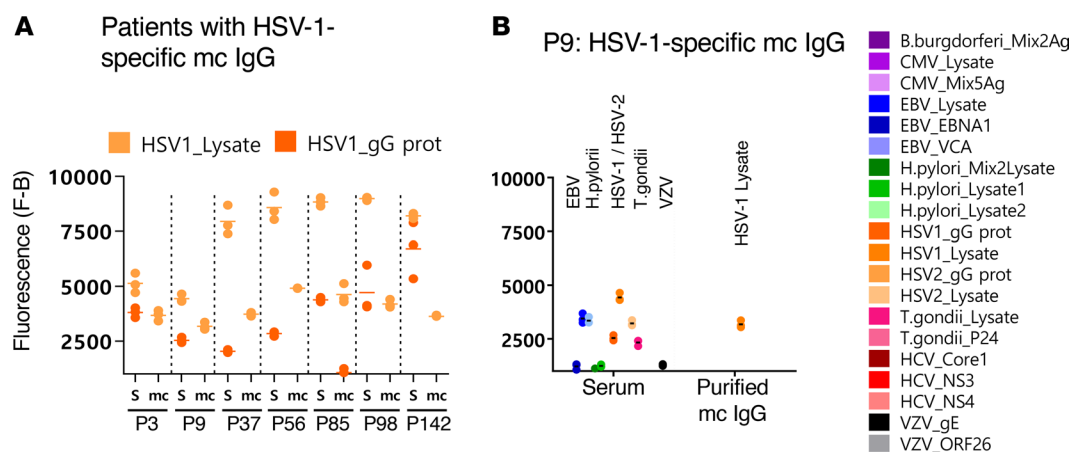 A
Patients with HSV-1-
specific mc IgG
HSV1_Lysate
HSV1_gG prot
Fluorescence (F-B)
10000
7500
5000
2500
S mc S mc S mc S mc S mc S mc S mc
P3 P9 P37 P56 P85 P98 P142
B
P9: HSV-1-specific mc IgG
EBV
H.pylorii
HSV-1 / HSV-2
T.gondii
VZV
HSV-1 Lysate
10000
7500
5000
2500
Serum
Purified
mc IgG
B.burgdorferi_Mix2Ag
CMV_Lysate
CMV_Mix5Ag
EBV_Lysate
EBV_EBNA1
EBV_VCA
H.pylori_Mix2Lysate
H.pylori_Lysate1
H.pylori_Lysate2
HSV1_gG prot
HSV1_Lysate
HSV2_gG prot
HSV2_Lysate
T.gondii_Lysate
T.gondii_P24
HCV_Core1
HCV_NS3
HCV_NS4
VZV_gE
VZV_ORF26